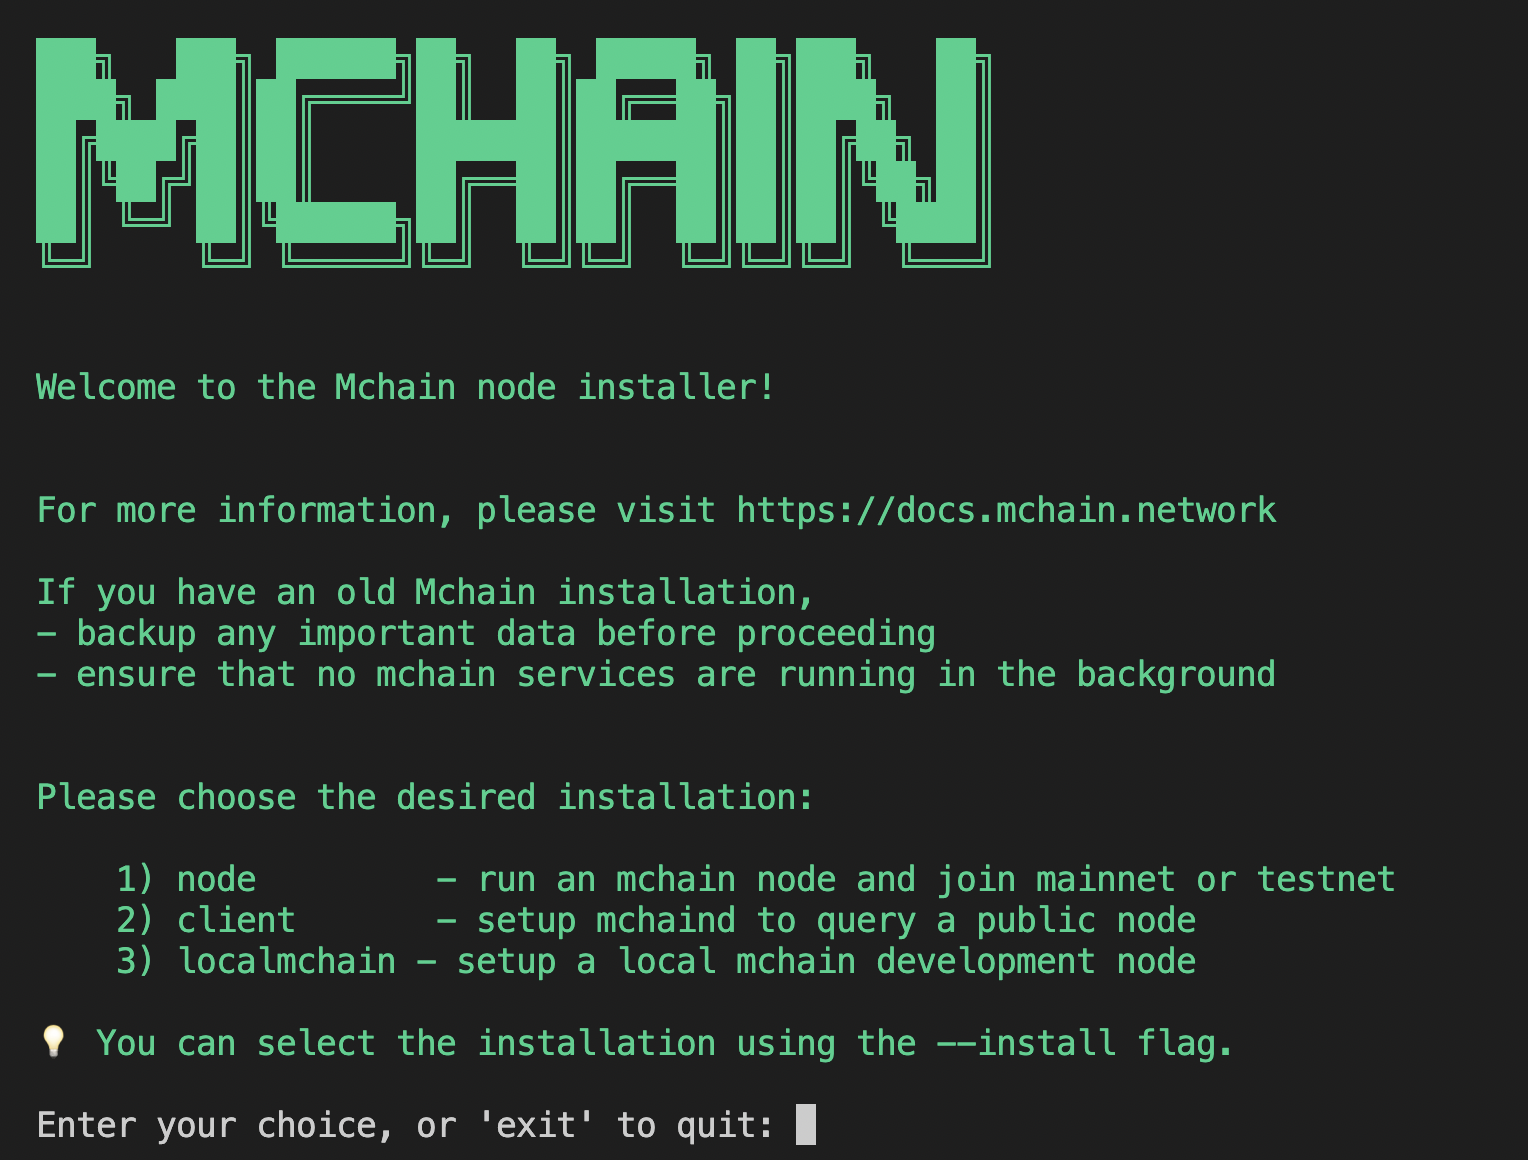 MCHAIN
Welcome to the Mchain node installer!
For more information, please visit https://docs.mchain.network
If you have an old Mchain installation,
- backup any important data before proceeding
- ensure that no mchain services are running in the background
Please choose the desired installation:
1) node - run an mchain node and join mainnet or testnet
2) client - setup mchaind to query a public node
3) localmchain - setup a local mchain development node
💡 You can select the installation using the --install flag.
Enter your choice, or 'exit' to quit: